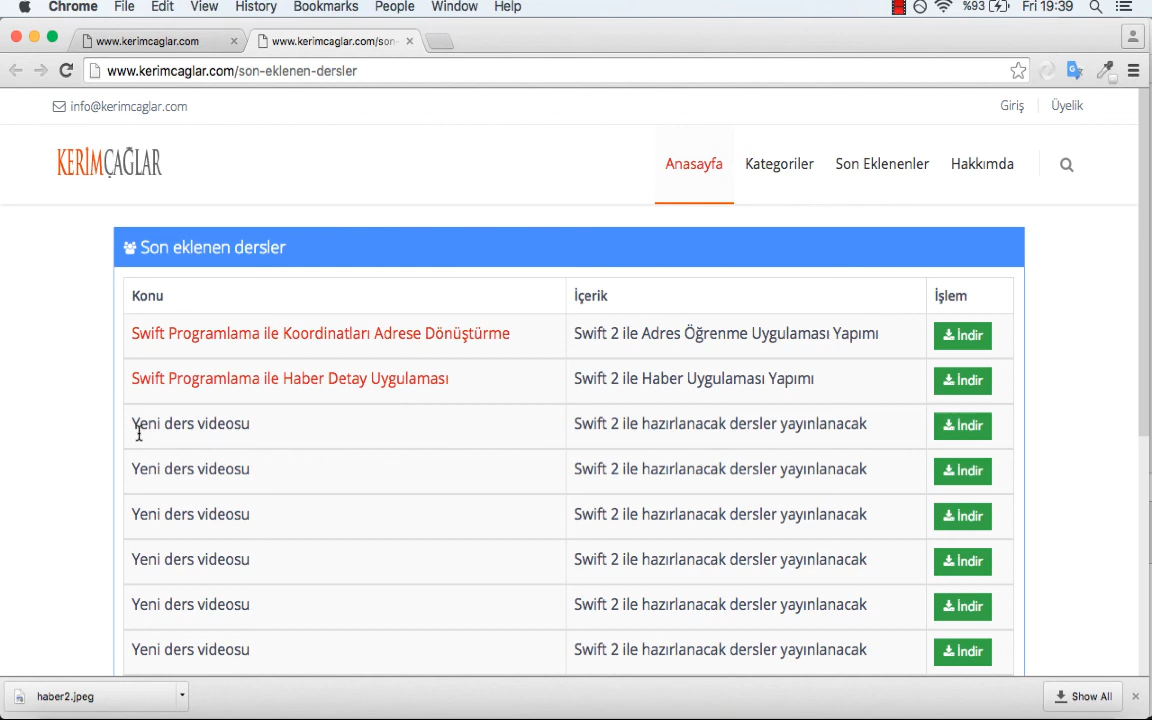 Chrome File Edit View History Bookmarks People Window Help %93 Fri 19:39
www.kerimcaglar.com www.kerimcaglar.com/son-
www.kerimcaglar.com/son-eklenen-dersler
info@kerimcaglar.com Giriş Üyelik
KERİMÇAĞLAR Anasayfa Kategoriler Son Eklenenler Hakkımda
Son eklenen dersler
Konu İçerik İşlem
Swift Programlama ile Koordinatları Adrese Dönüştürme Swift 2 ile Adres Öğrenme Uygulaması Yapımı İndir
Swift Programlama ile Haber Detay Uygulaması Swift 2 ile Haber Uygulaması Yapımı İndir
Yeni ders videosu Swift 2 ile hazırlanacak dersler yayınlanacak İndir
Yeni ders videosu Swift 2 ile hazırlanacak dersler yayınlanacak İndir
Yeni ders videosu Swift 2 ile hazırlanacak dersler yayınlanacak İndir
Yeni ders videosu Swift 2 ile hazırlanacak dersler yayınlanacak İndir
Yeni ders videosu Swift 2 ile hazırlanacak dersler yayınlanacak İndir
Yeni ders videosu Swift 2 ile hazırlanacak dersler yayınlanacak İndir
haber2.jpeg Show All